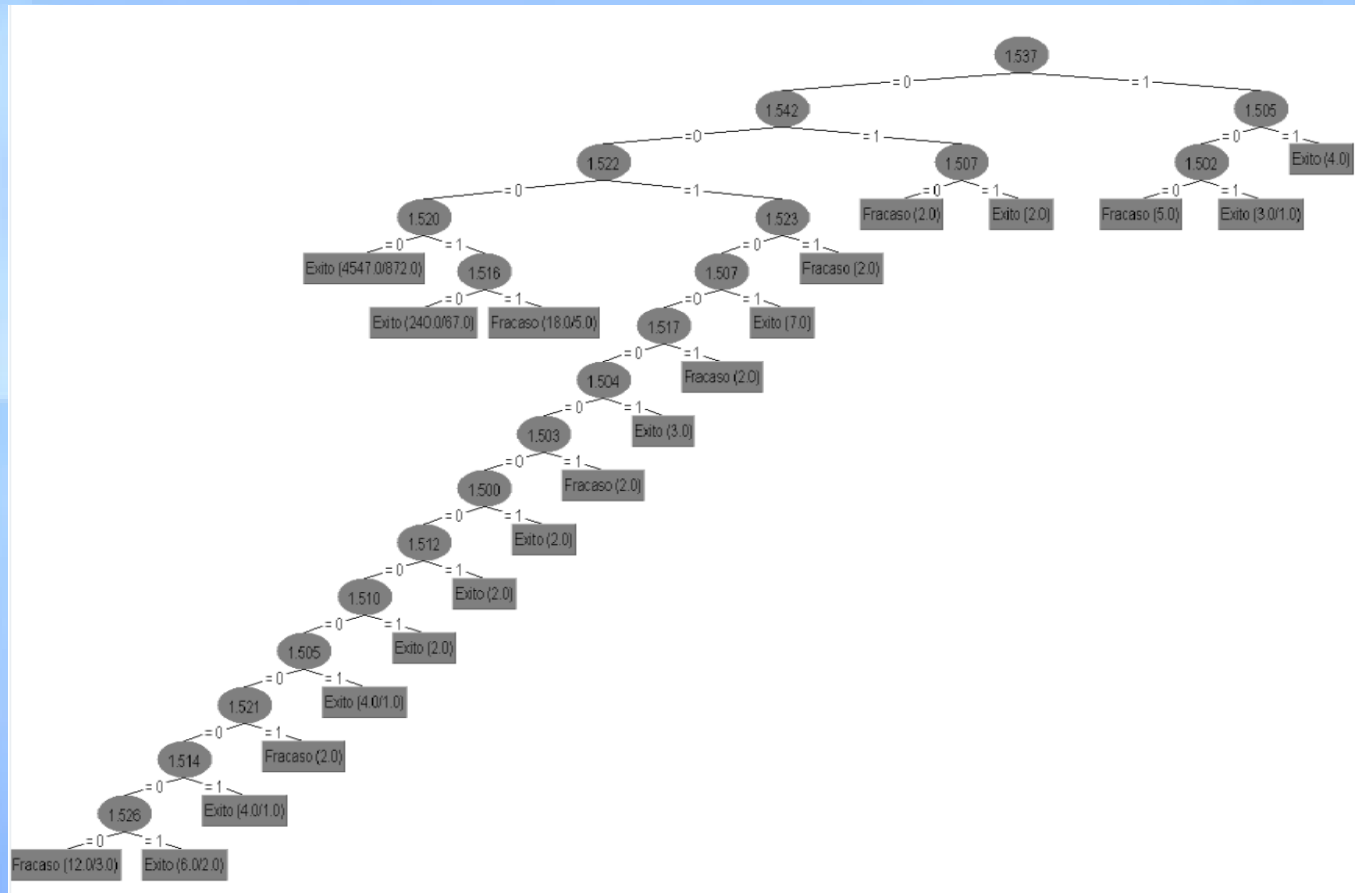 1.537
=0 =1
1.542 1.505
=0 =1 =0 =1
1.522 1.507 1.502 Exito (4.0)
=0 =1 =0 =1 =0 =1
1.520 1.523 Fracaso (2.0) Exito (2.0) Fracaso (5.0) Exito (3.0/1.0)
=0 =1 =0 =1
Exito (4547.0/872.0) 1.516 1.507 Fracaso (2.0)
=0 =1 =0 =1
Exito (240.0/67.0) Fracaso (18.0/5.0) 1.517 Exito (7.0)
=0 =1
1.504 Fracaso (2.0)
=0 =1
1.503 Exito (3.0)
=0 =1
1.500 Fracaso (2.0)
=0 =1
1.512 Exito (2.0)
=0 =1
1.510 Exito (2.0)
=0 =1
1.505 Exito (2.0)
=0 =1
1.521 Exito (4.0/1.0)
=0 =1
1.514 Fracaso (2.0)
=0 =1
1.526 Exito (4.0/1.0)
=0 =1
Fracaso (12.0/3.0) Exito (6.0/2.0)